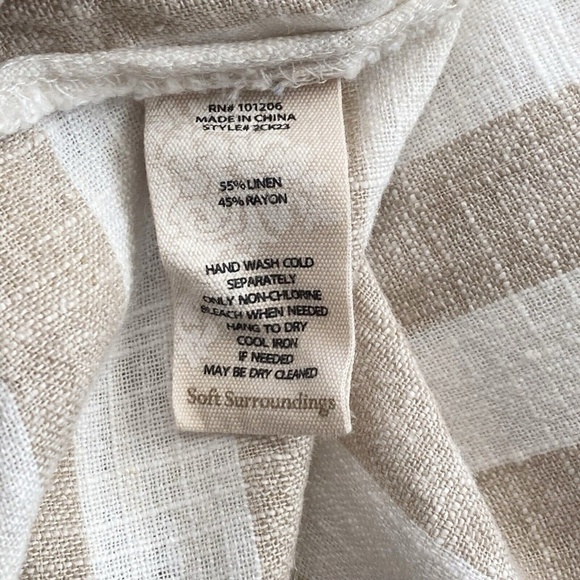 RN# 101206
MADE IN CHINA
STYLE# 2CK23
55% LINEN
45% RAYON
HAND WASH COLD
SEPARATELY
ONLY NON-CHLORINE
BLEACH WHEN NEEDED
HANG TO DRY
COOL IRON
IF NEEDED
MAY BE DRY CLEANED
Soft Surroundings